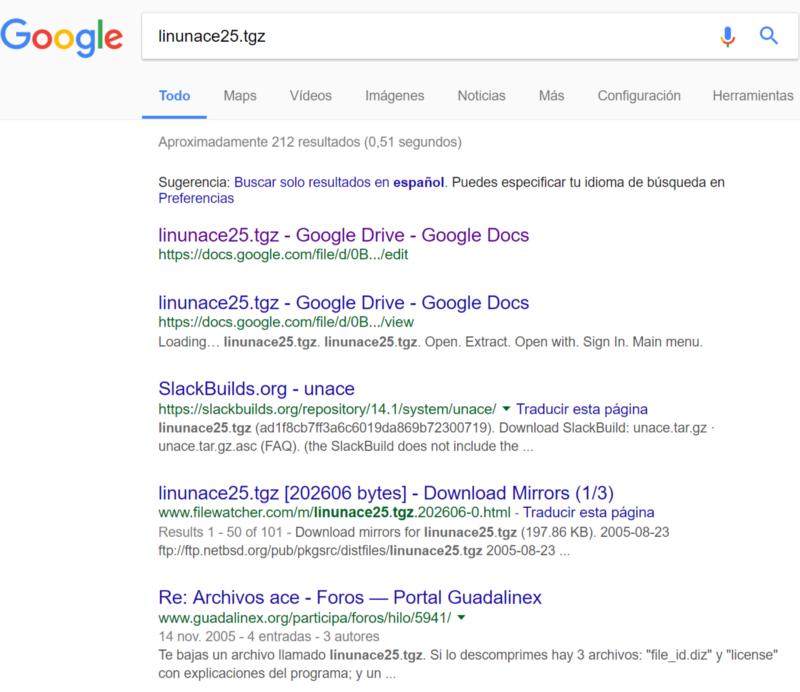 Google
linunace25.tgz
Todo Maps Vídeos Imágenes Noticias Más Configuración Herramientas
Aproximadamente 212 resultados (0,51 segundos)
Sugerencia: Buscar solo resultados en español. Puedes especificar tu idioma de búsqueda en
Preferencias
linunace25.tgz - Google Drive - Google Docs
https://docs.google.com/file/d/0B.../edit
linunace25.tgz - Google Drive - Google Docs
https://docs.google.com/file/d/0B.../view
Loading… linunace25.tgz. linunace25.tgz. Open. Extract. Open with. Sign In. Main menu.
SlackBuilds.org - unace
https://slackbuilds.org/repository/14.1/system/unace/ ▼ Traducir esta página
linunace25.tgz (ad1f8cb7ff3a6c6019da869b72300719). Download SlackBuild: unace.tar.gz ·
unace.tar.gz.asc (FAQ). (the SlackBuild does not include the ...
linunace25.tgz [202606 bytes] - Download Mirrors (1/3)
www.filewatcher.com/m/linunace25.tgz.202606-0.html - Traducir esta página
Results 1 - 50 of 101 - Download mirrors for linunace25.tgz (197.86 KB). 2005-08-23
ftp://ftp.netbsd.org/pub/pkgsrc/distfiles/linunace25.tgz 2005-08-23 ...
Re: Archivos ace - Foros — Portal Guadalinex
www.guadalinex.org/participa/foros/hilo/5941/ ▼
14 nov. 2005 - 4 entradas - 3 autores
Te bajas un archivo llamado linunace25.tgz. Si lo descomprimes hay 3 archivos: "file_id.diz" y "license"
con explicaciones del programa; y un ...